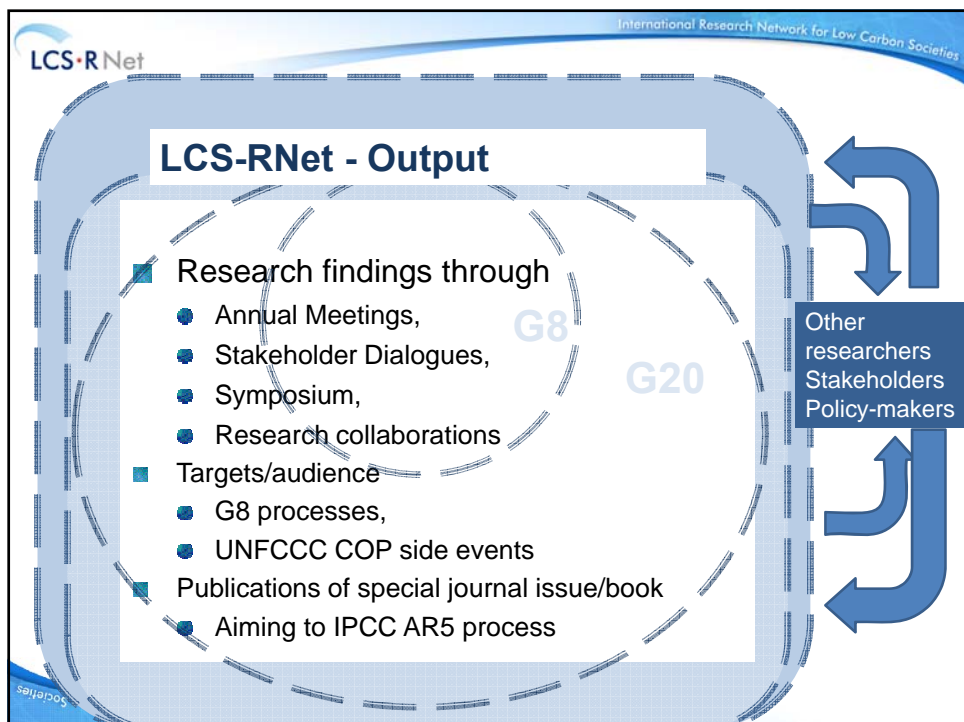 International Research Network for Low Carbon Societies
LCS•RNet
LCS-RNet - Output
Research findings through
Annual Meetings,
Stakeholder Dialogues,
Symposium,
Research collaborations
Targets/audience
G8 processes,
UNFCCC COP side events
Publications of special journal issue/book
Aiming to IPCC AR5 process
G8
G20
Other
researchers
Stakeholders
Policy-makers
Societies